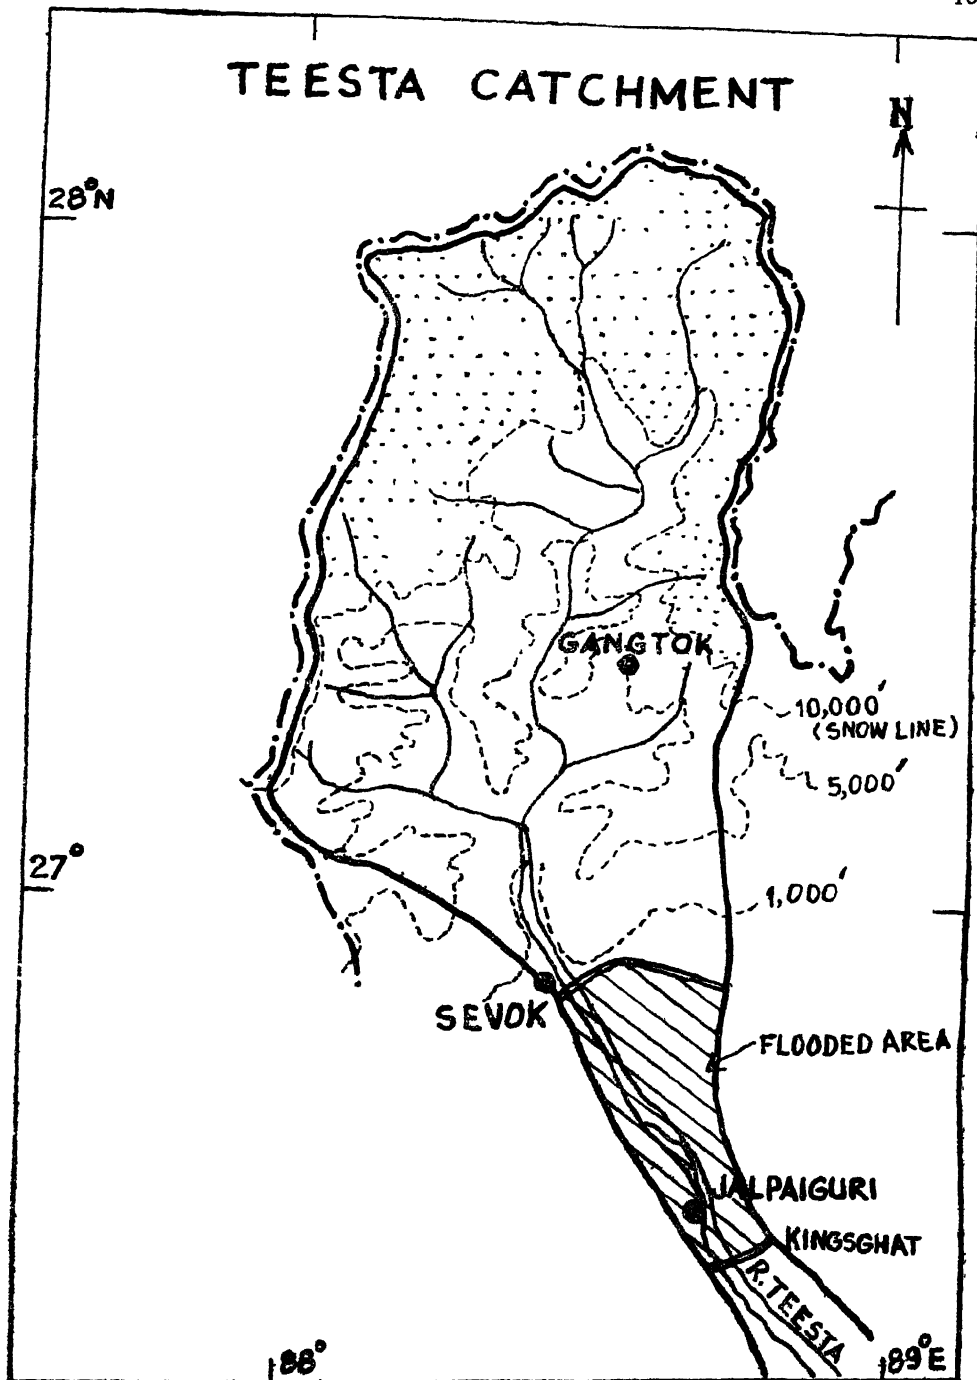 TEESTA CATCHMENT
N
28°N
GANGTOK
10,000'
(SNOW LINE)
5,000'
27°
1,000'
SEVOK
FLOODED AREA
JALPAIGURI
KINGSGHAT
R. TEESTA
88°
89°E